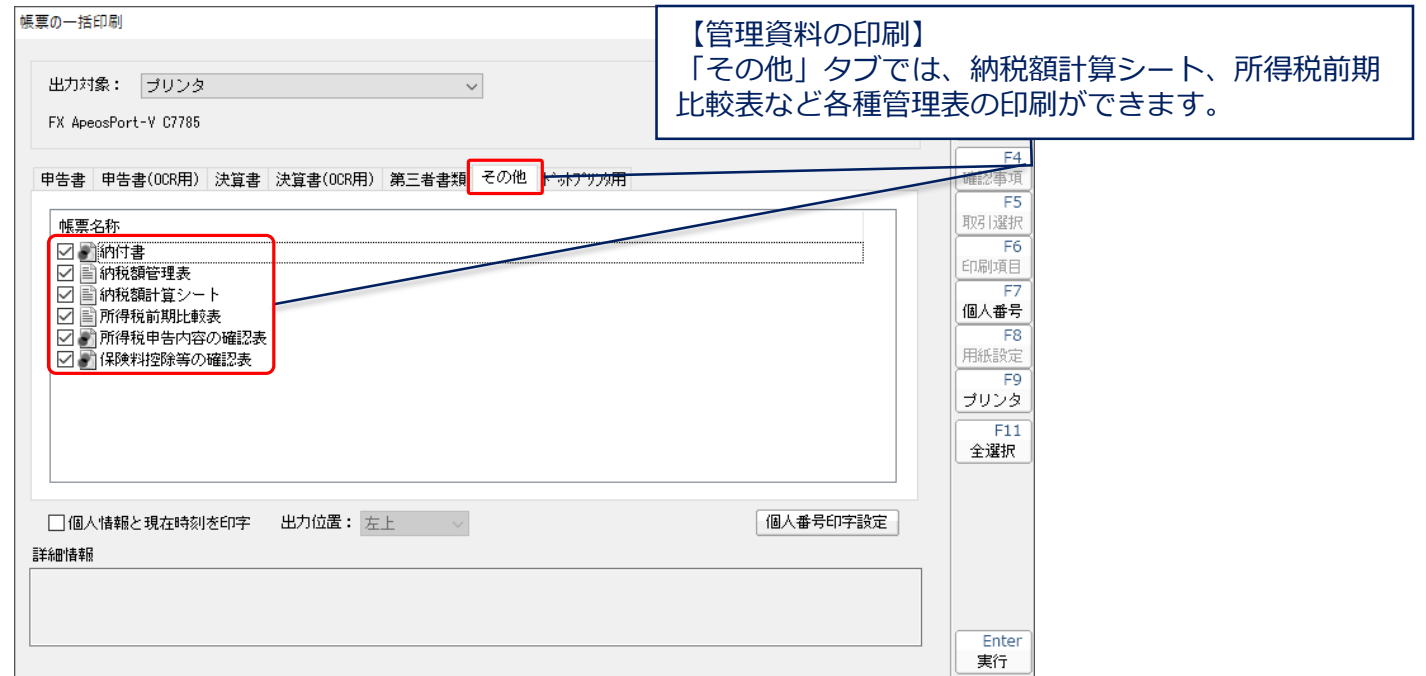 帳票の一括印刷
【管理資料の印刷】
「その他」タブでは、納税額計算シート、所得税前期
比較表など各種管理表の印刷ができます。
出力対象： プリンタ
FX ApeosPort-V C7785
申告書 申告書(OCR用) 決算書 決算書(OCR用) 第三者書類 その他 ﾄﾞｯﾄﾌﾟﾘﾝﾀ用
帳票名称
納付書
納税額管理表
納税額計算シート
所得税前期比較表
所得税申告内容の確認表
保険料控除等の確認表
F4
確認事項
F5
取引選択
F6
印刷項目
F7
個人番号
F8
用紙設定
F9
プリンタ
F11
全選択
個人情報と現在時刻を印字 出力位置： 左上 個人番号印字設定
詳細情報
Enter
実行